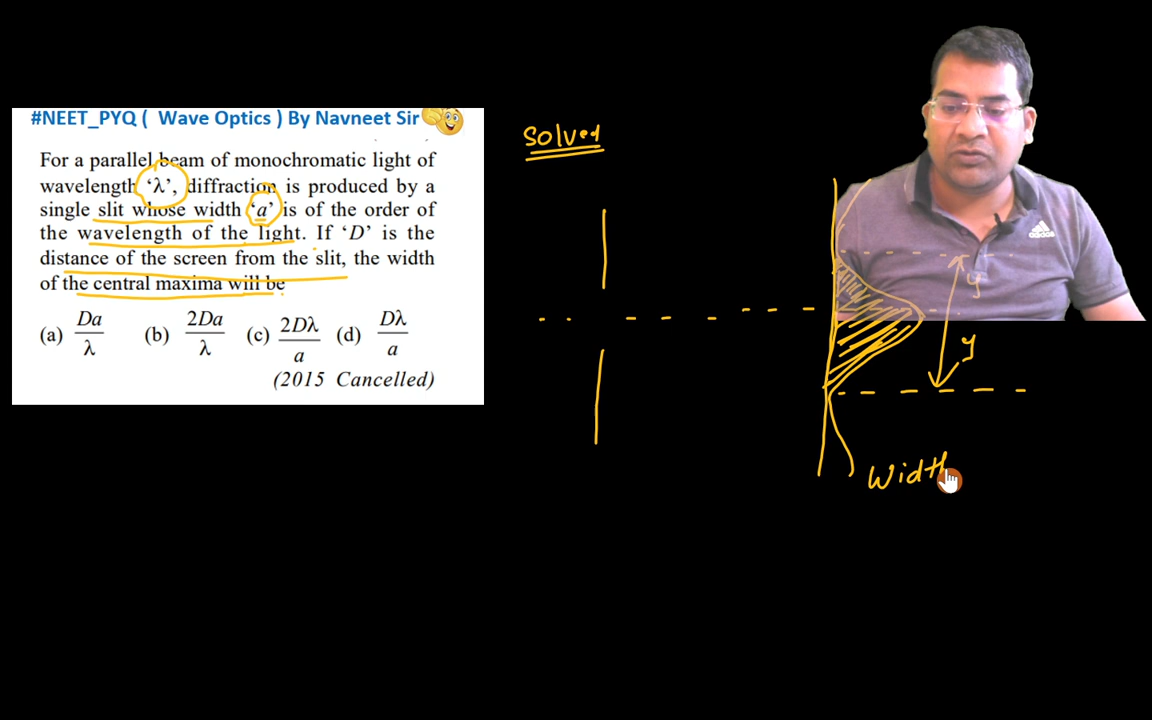 #NEET_PYQ ( Wave Optics ) By Navneet Sir
For a parallel beam of monochromatic light of
wavelength ‘λ’, diffraction is produced by a
single slit whose width ‘a’ is of the order of
the wavelength of the light. If ‘D’ is the
distance of the screen from the slit, the width
of the central maxima will be
(a) Da/λ (b) 2Da/λ (c) 2Dλ/a (d) Dλ/a
(2015 Cancelled)
Solved
adidas
y
y
Width